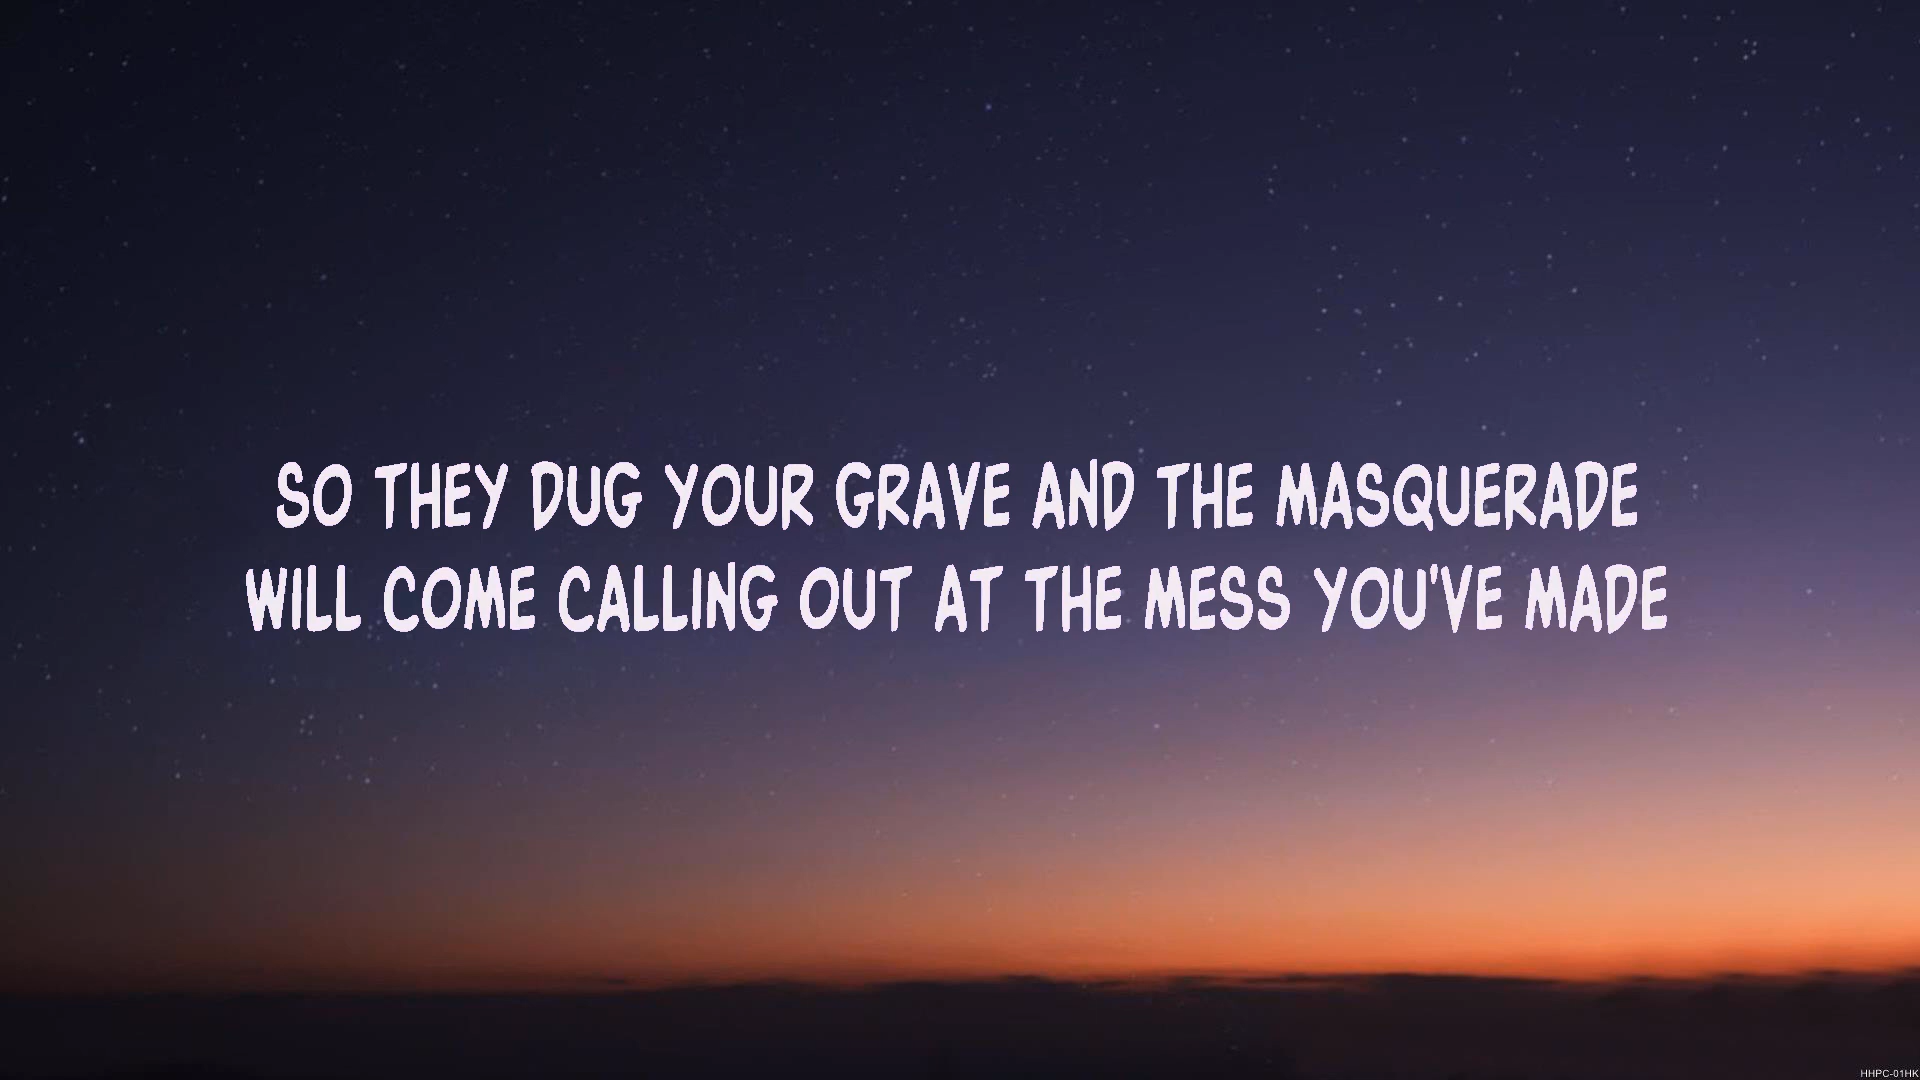 SO THEY DUG YOUR GRAVE AND THE MASQUERADE
WILL COME CALLING OUT AT THE MESS YOU'VE MADE
HHPC-01HK